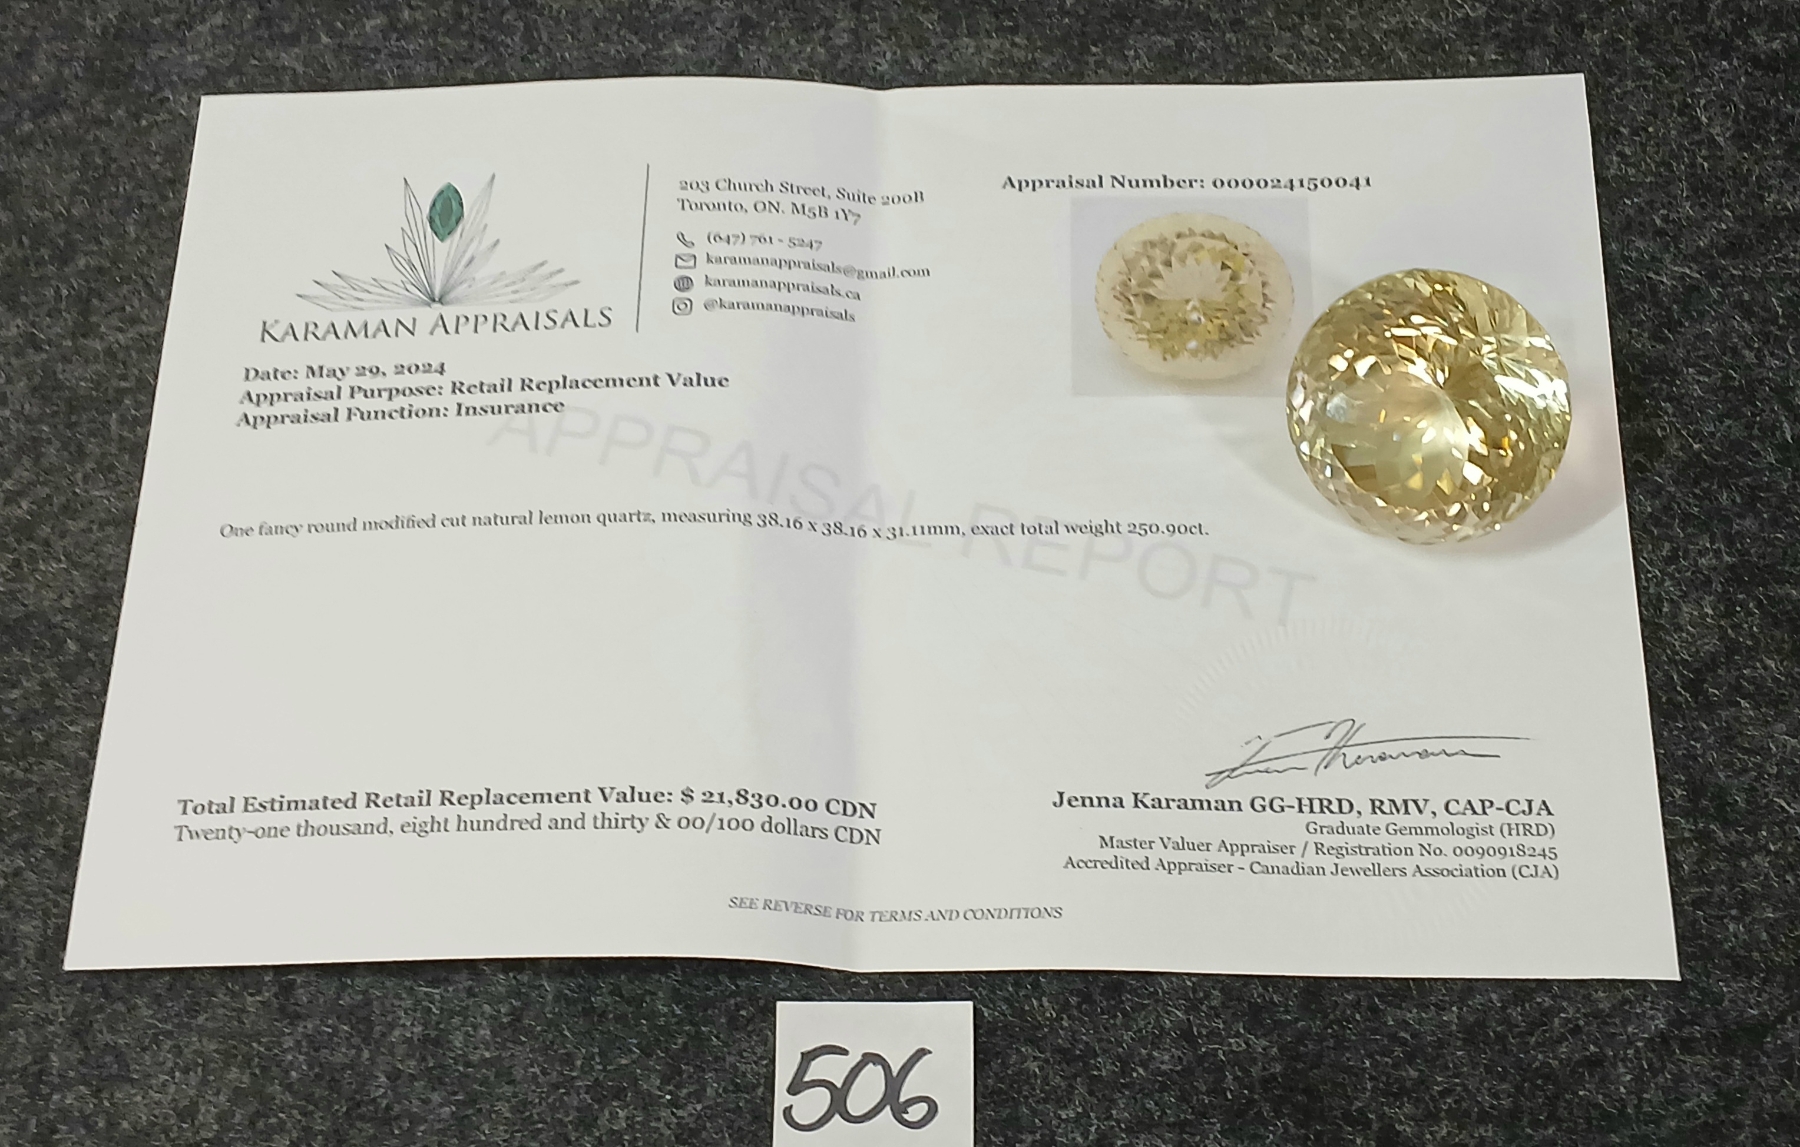 KARAMAN APPRAISALS
203 Church Street, Suite 200B
Toronto, ON. M5B 1Y7
(647) 761 - 5247
karamanappraisals@gmail.com
karamanappraisals.ca
@karamanappraisals
Appraisal Number: 000024150041
Date: May 29, 2024
Appraisal Purpose: Retail Replacement Value
Appraisal Function: Insurance
APPRAISAL REPORT
One fancy round modified cut natural lemon quartz, measuring 38.16 x 38.16 x 31.11mm, exact total weight 250.90ct.
Total Estimated Retail Replacement Value: $ 21,830.00 CDN
Twenty-one thousand, eight hundred and thirty & 00/100 dollars CDN
Jenna Karaman GG-HRD, RMV, CAP-CJA
Graduate Gemmologist (HRD)
Master Valuer Appraiser / Registration No. 0090918245
Accredited Appraiser - Canadian Jewellers Association (CJA)
SEE REVERSE FOR TERMS AND CONDITIONS
506